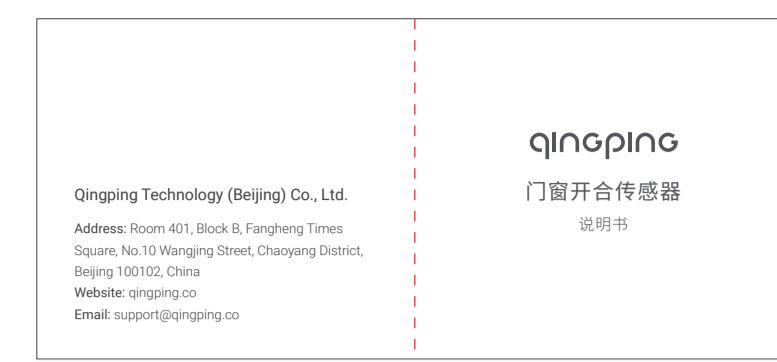 Qingping Technology (Beijing) Co., Ltd.
Address: Room 401, Block B, Fangheng Times
Square, No.10 Wangjing Street, Chaoyang District,
Beijing 100102, China
Website: qingping.co
Email: support@qingping.co
qingping
门窗开合传感器
说明书